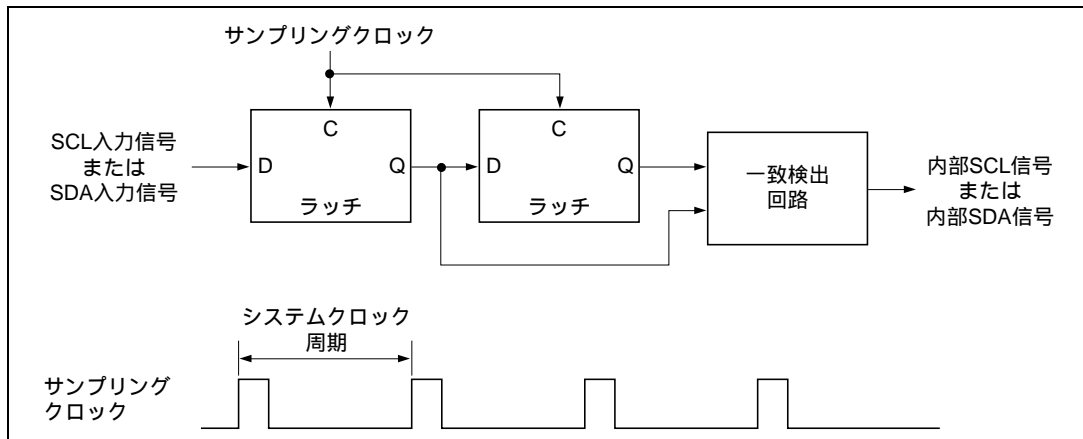 サンプリングクロック
SCL入力信号
または
SDA入力信号
C
D
Q
ラッチ
C
D
Q
ラッチ
一致検出
回路
内部SCL信号
または
内部SDA信号
システムクロック
周期
サンプリング
クロック